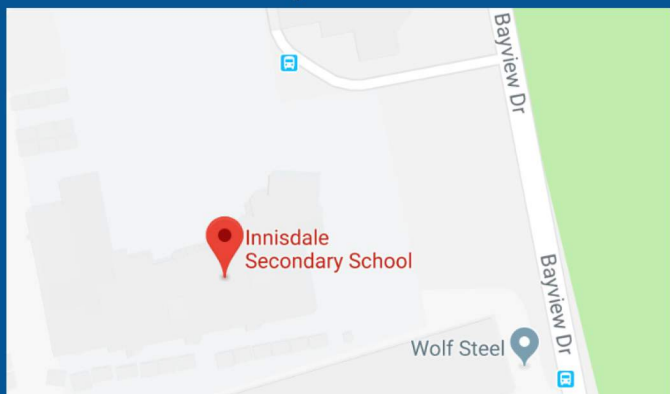 Bayview Dr
Innisdale
Secondary School
Bayview Dr
Wolf Steel